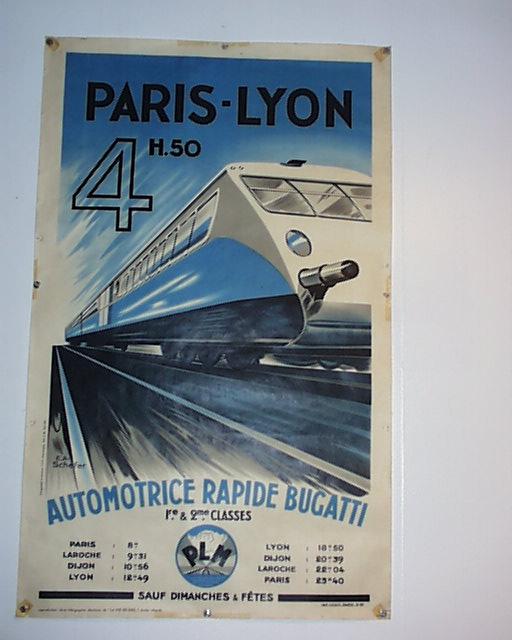 PARIS-LYON
4 H.50
E.A. Schefer
AUTOMOTRICE RAPIDE BUGATTI
1re & 2me CLASSES
PARIS : 8H
LAROCHE : 9H31
DIJON : 10H56
LYON : 12H49
PLM
LYON : 18H50
DIJON : 20H39
LAROCHE : 22H04
PARIS : 23H40
SAUF DIMANCHES & FÊTES